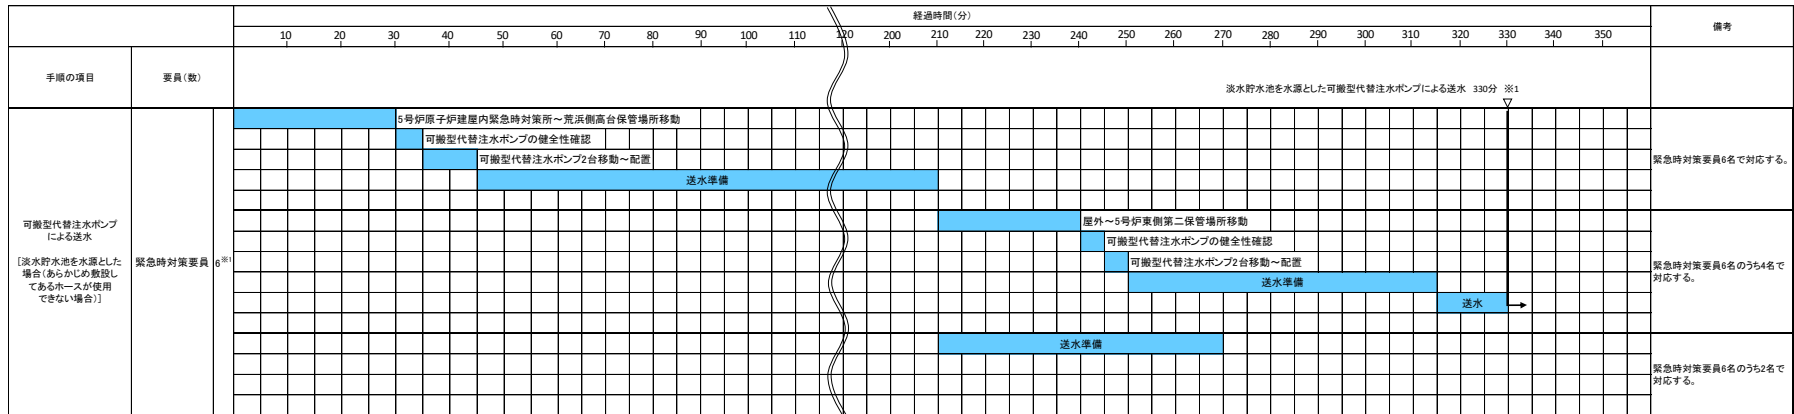 経過時間(分)
備考
10 20 30 40 50 60 70 80 90 100 110 120 200 210 220 230 240 250 260 270 280 290 300 310 320 330 340 350
手順の項目
要員(数)
淡水貯水池を水源とした可搬型代替注水ポンプによる送水 330分 ※1
▽
5号炉原子炉建屋内緊急時対策所～荒浜側高台保管場所移動
可搬型代替注水ポンプの健全性確認
可搬型代替注水ポンプ2台移動～配置
送水準備
緊急時対策要員6名で対応する。
可搬型代替注水ポンプ
による送水
[淡水貯水池を水源とした
場合(あらかじめ敷設し
てあるホースが使用
できない場合)]
緊急時対策要員
6※1
屋外～5号炉東側第二保管場所移動
可搬型代替注水ポンプの健全性確認
可搬型代替注水ポンプ2台移動～配置
送水準備
送水
緊急時対策要員6名のうち4名で
対応する。
送水準備
緊急時対策要員6名のうち2名で
対応する。